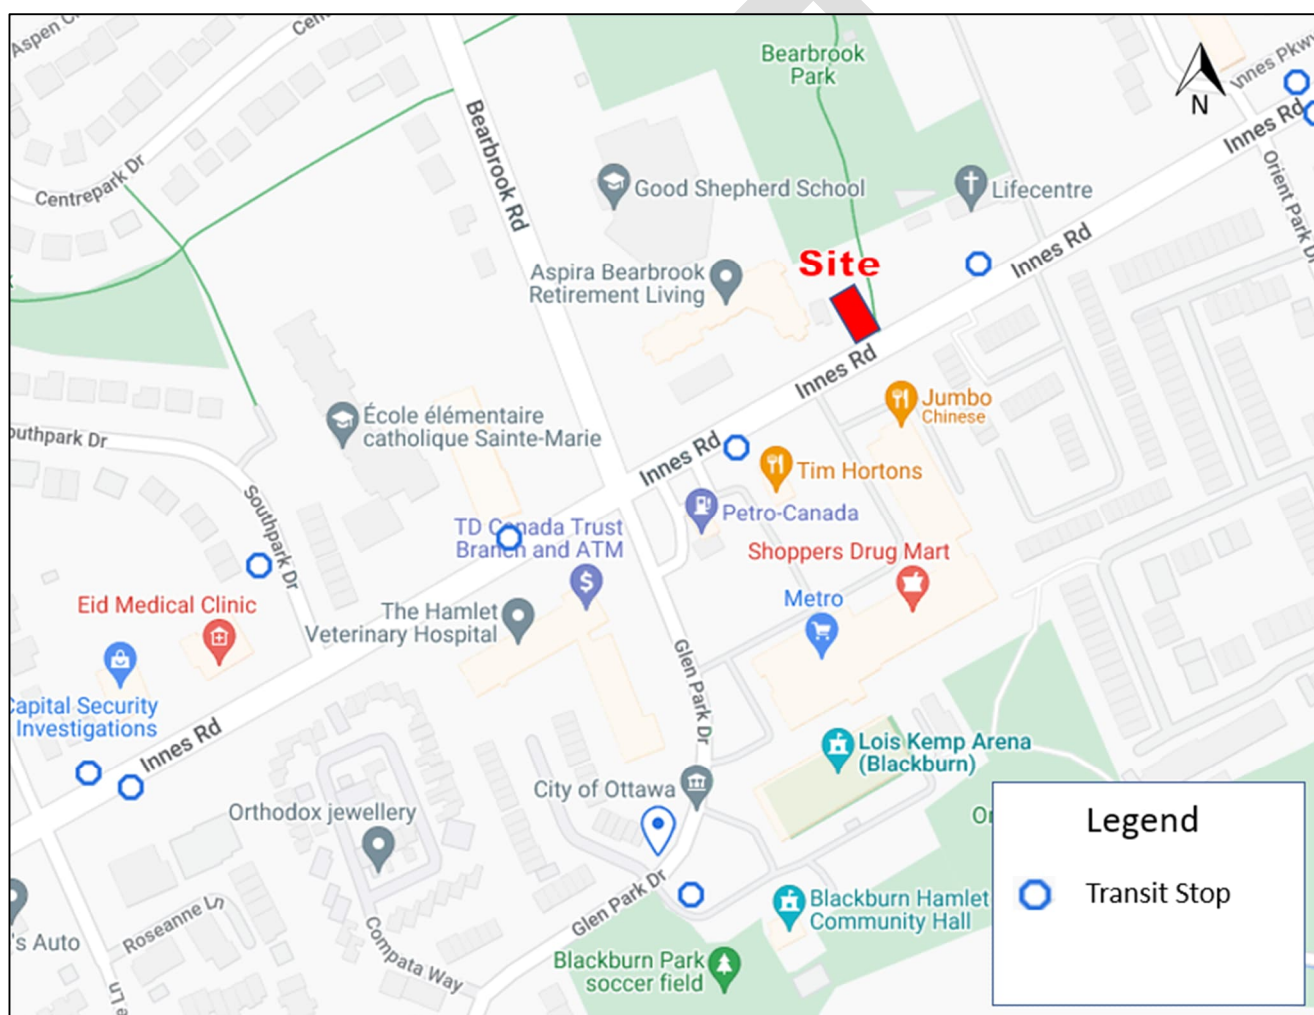 Aspen C
Cen
Bearbrook
Park
Innes Pkwy
N
Innes Rd
Bearbrook Rd
Centrepark Dr
Good Shepherd School
Lifecentre
Orient Park Dr
Innes Rd
Site
Aspira Bearbrook
Retirement Living
Innes Rd
Jumbo
Chinese
École élémentaire
catholique Sainte-Marie
outhpark Dr
Innes Rd
Tim Hortons
Southpark Dr
Petro-Canada
TD Canada Trust
Branch and ATM
Shoppers Drug Mart
Eid Medical Clinic
The Hamlet
Veterinary Hospital
Metro
Glen Park Dr
apital Security
Investigations
Innes Rd
Lois Kemp Arena
(Blackburn)
City of Ottawa
Orthodox jewellery
Or
Legend
Transit Stop
Glen Park Dr
Blackburn Hamlet
Community Hall
Roseanne Ln
's Auto
Compata Way
Blackburn Park
soccer field
e Ln